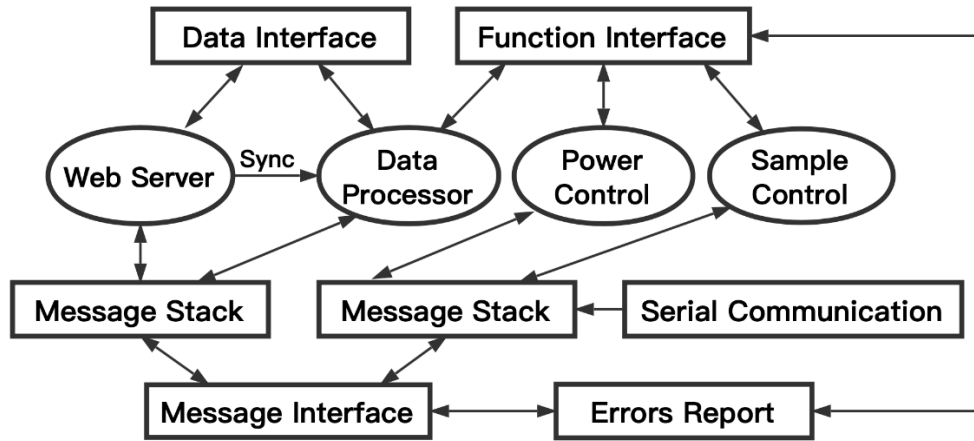 Data Interface
Function Interface
Web Server
Sync
Data
Processor
Power
Control
Sample
Control
Message Stack
Message Stack
Serial Communication
Message Interface
Errors Report